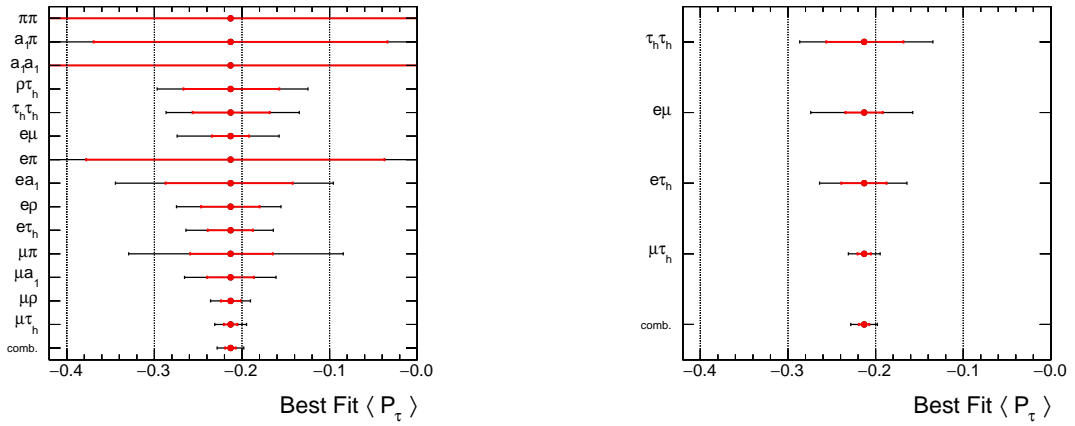 ππ
a₁π
a₁a₁
ρτₕ
τₕτₕ
eμ
eπ
ea₁
eρ
eτₕ
μπ
μa₁
μρ
μτₕ
comb.
−0.4 −0.3 −0.2 −0.1 −0.0
Best Fit ⟨ P_τ ⟩
τₕτₕ
eμ
eτₕ
μτₕ
comb.
−0.4 −0.3 −0.2 −0.1 −0.0
Best Fit ⟨ P_τ ⟩